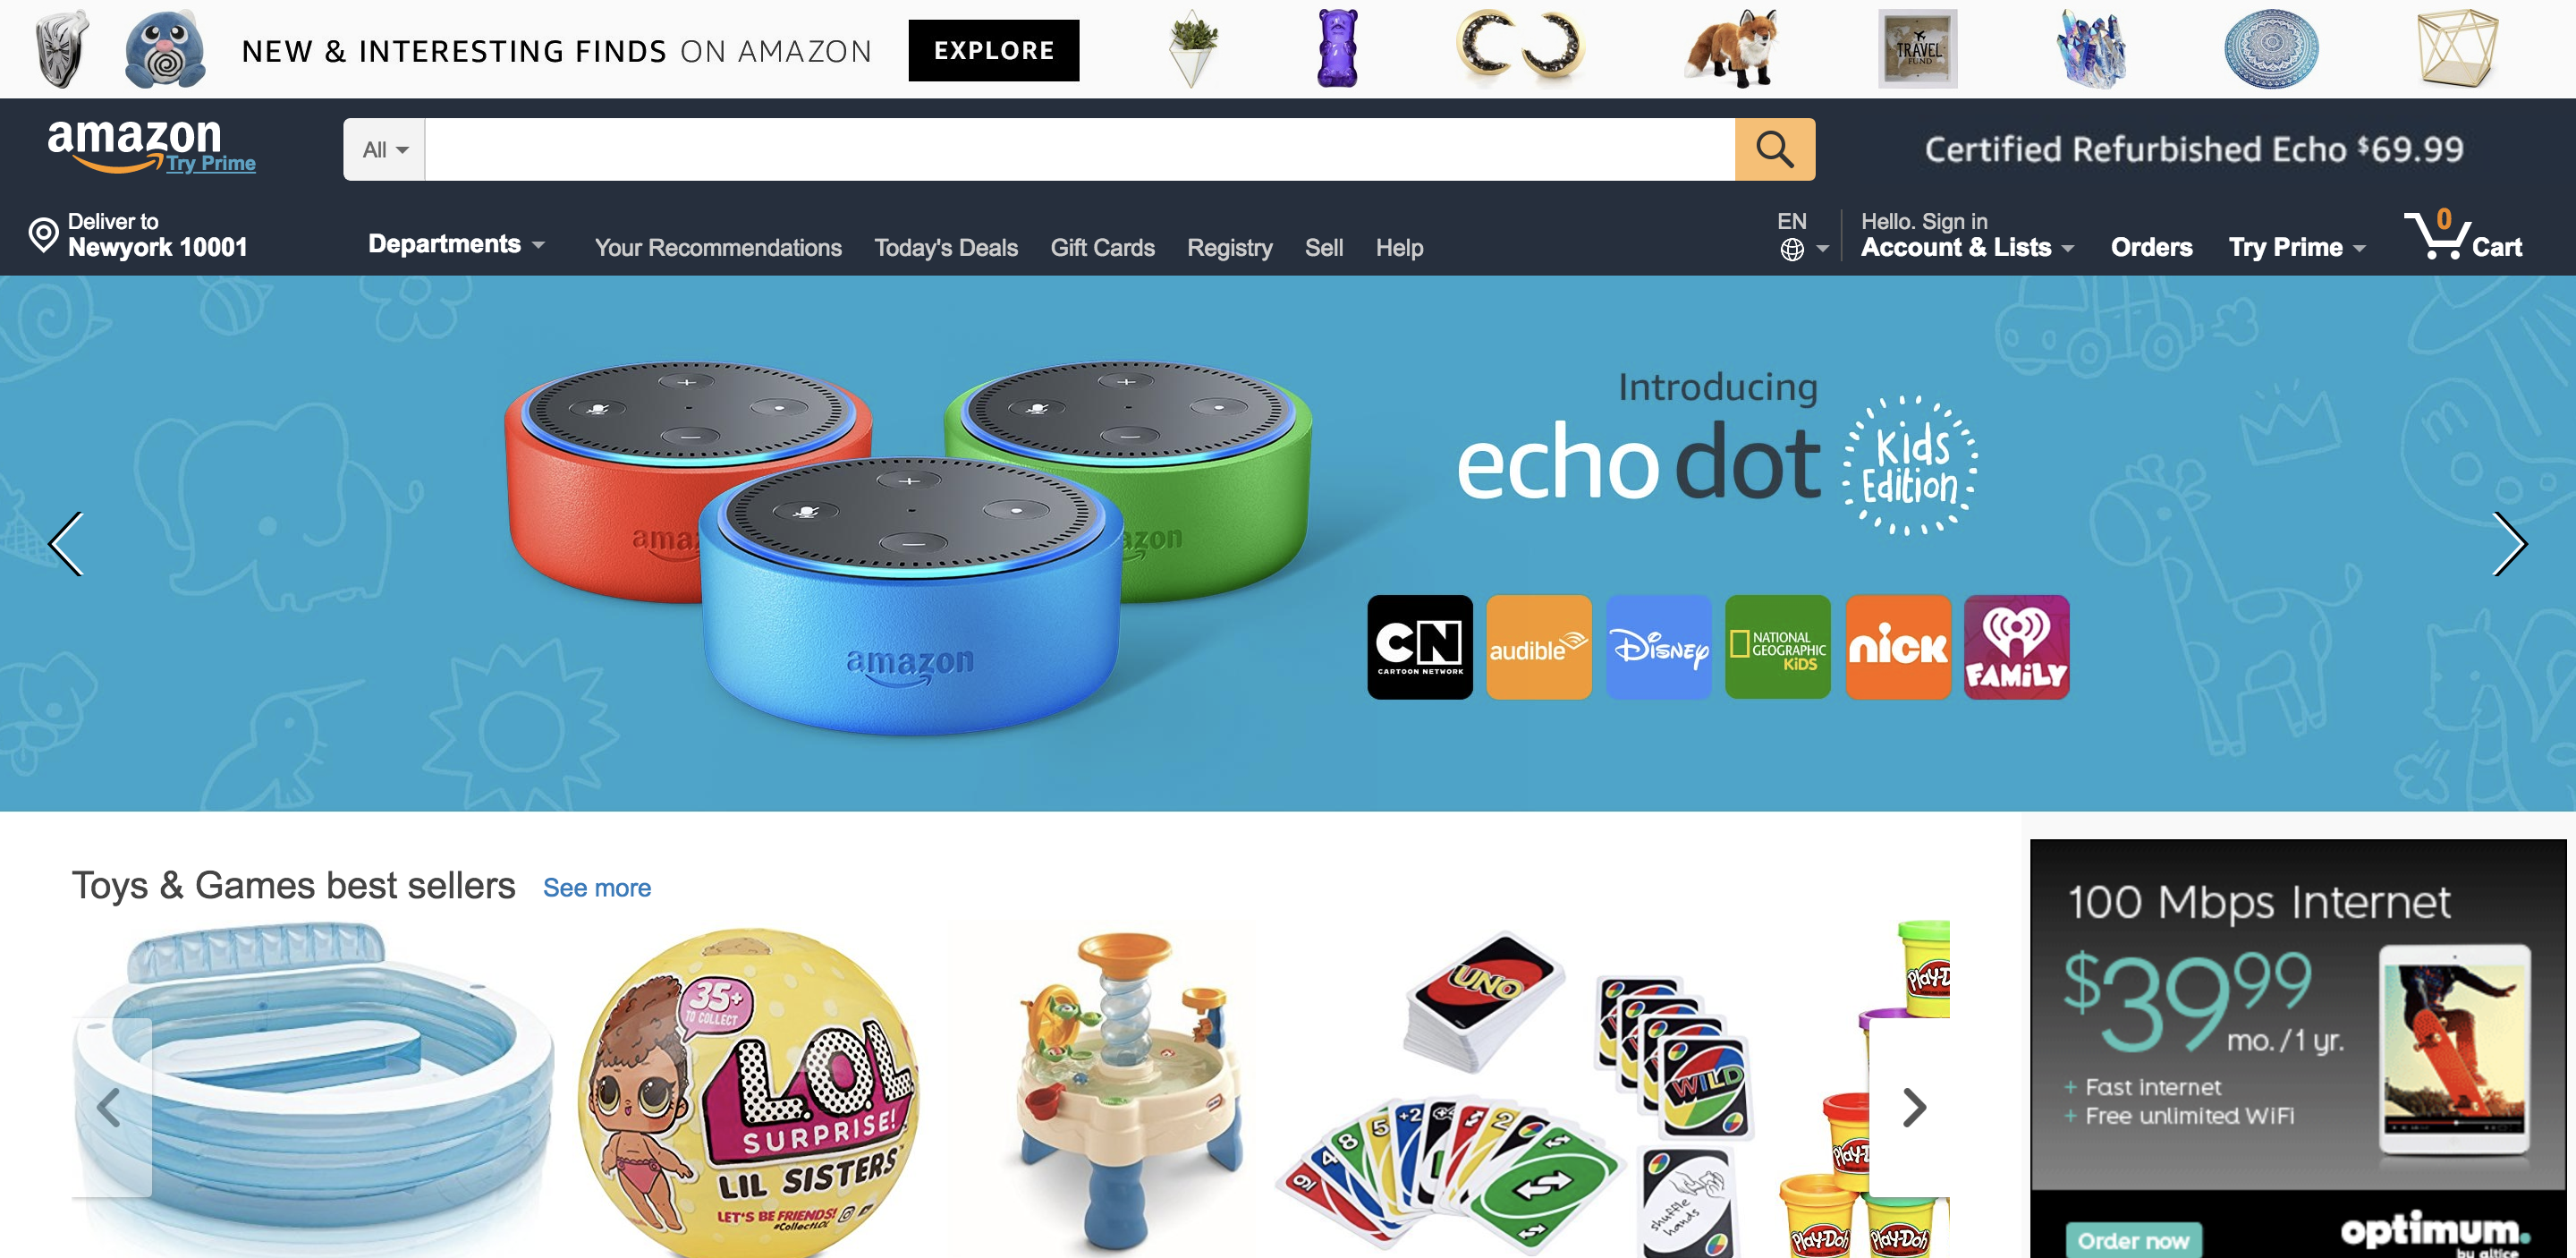 NEW & INTERESTING FINDS ON AMAZON
EXPLORE
TRAVEL
FUND
amazon
Try Prime
All
Certified Refurbished Echo $69.99
Deliver to
Newyork 10001
Departments
Your Recommendations
Today's Deals
Gift Cards
Registry
Sell
Help
EN
Hello. Sign in
Account & Lists
Orders
Try Prime
0
Cart
Introducing
echo dot
Kids
Edition
amaz
azon
amazon
CN
CARTOON NETWORK
audible
Disney
NATIONAL
GEOGRAPHIC
KiDS
nick
FAMiLY
Toys & Games best sellers
See more
35+
TO COLLECT
L.O.L
SURPRISE!
LIL SISTERS
LET'S BE FRIENDS!
#CollectLOL
UNO
WILD
shuffle
hands
Play-D
Play-D
Play-Doh
Play-Doh
100 Mbps Internet
$39.99
mo. / 1 yr.
+ Fast internet
+ Free unlimited WiFi
Order now
optimum.
by altice